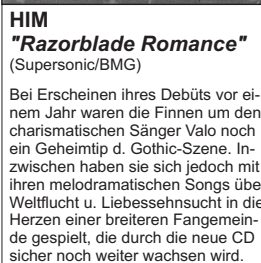 HIM
"Razorblade Romance"
(Supersonic/BMG)
Bei Erscheinen ihres Debüts vor ei-
nem Jahr waren die Finnen um den
charismatischen Sänger Valo noch
ein Geheimtip d. Gothic-Szene. In-
zwischen haben sie sich jedoch mit
ihren melodramatischen Songs übe
Weltflucht u. Liebessehnsucht in die
Herzen einer breiteren Fangemein-
de gespielt, die durch die neue CD
sicher noch weiter wachsen wird.